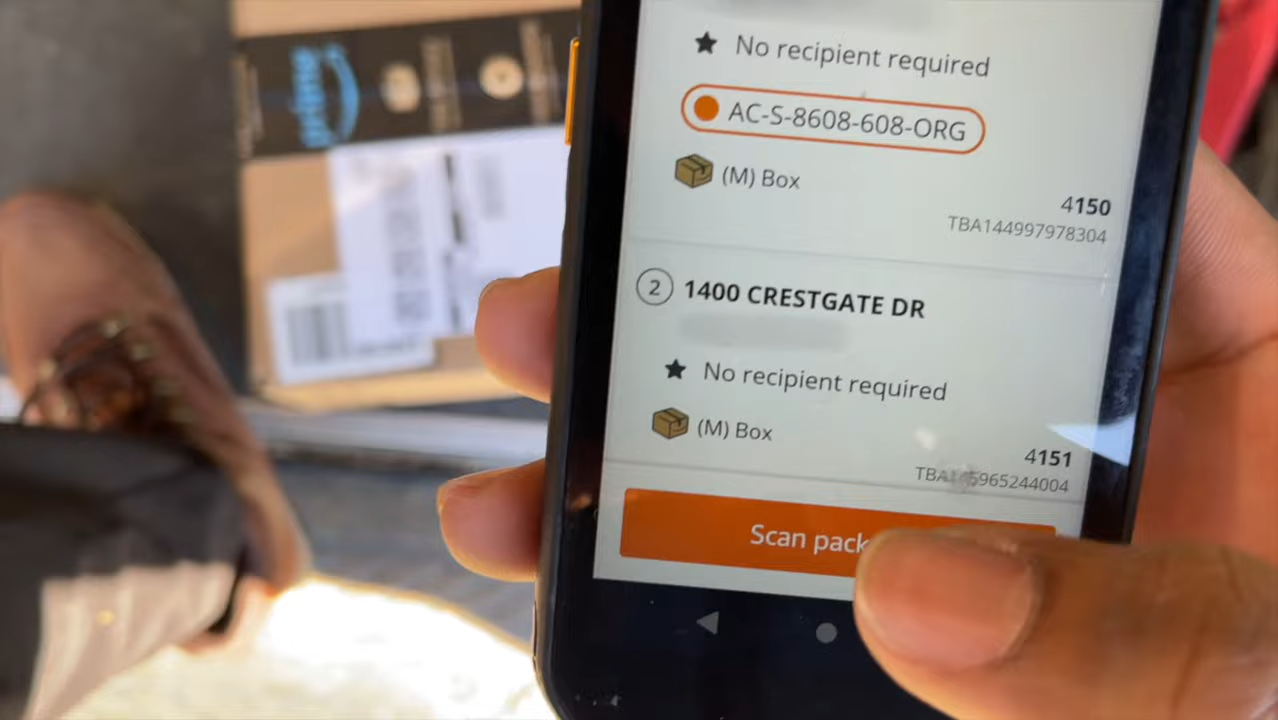 No recipient required
AC-S-8608-608-ORG
(M) Box
4150
TBA144997978304
2 1400 CRESTGATE DR
No recipient required
(M) Box
4151
Scan pack
prime